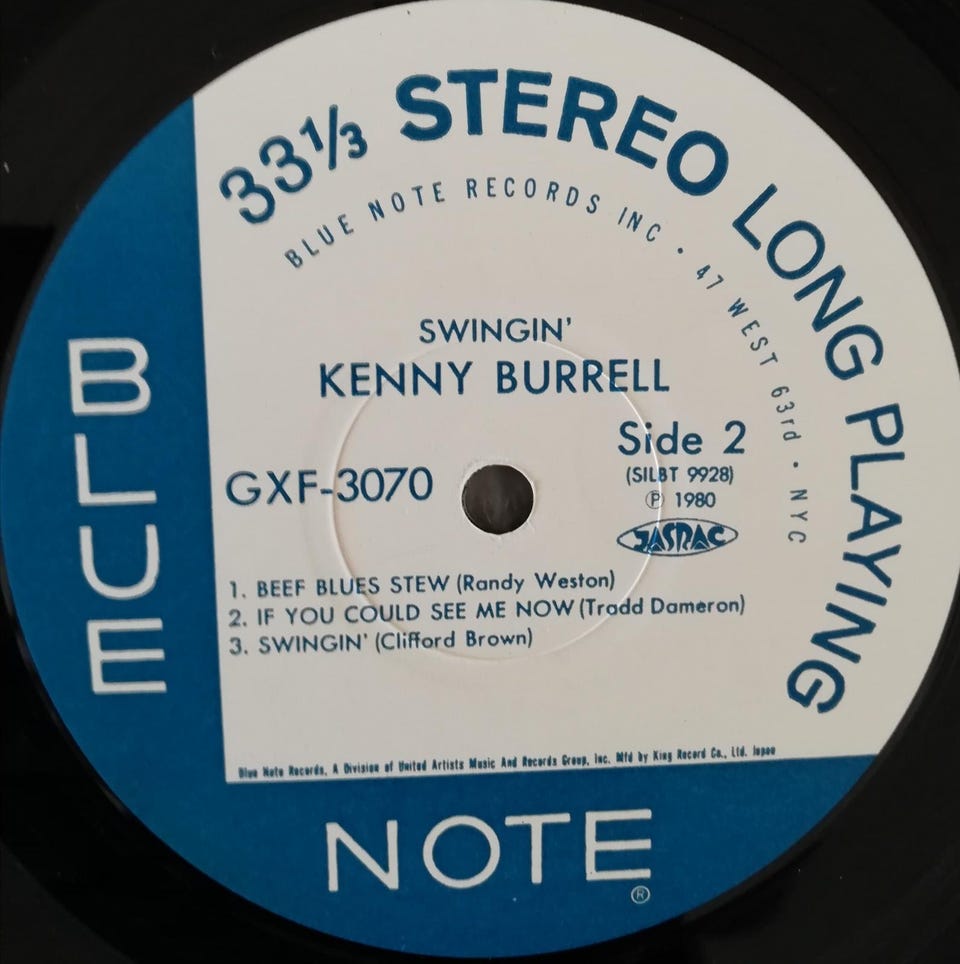 33⅓ STEREO LONG PLAYING
BLUE NOTE RECORDS INC · 47 WEST 63rd · NYC
SWINGIN'
KENNY BURRELL
Side 2
GXF-3070
(SILBT 9928)
Ⓟ 1980
JASRAC
1. BEEF BLUES STEW (Randy Weston)
2. IF YOU COULD SEE ME NOW (Tradd Dameron)
3. SWINGIN' (Clifford Brown)
Blue Note Records, A Division of United Artists Music And Records Group, Inc. Mfd by King Record Co., Ltd. Japan
BLUE
NOTE®